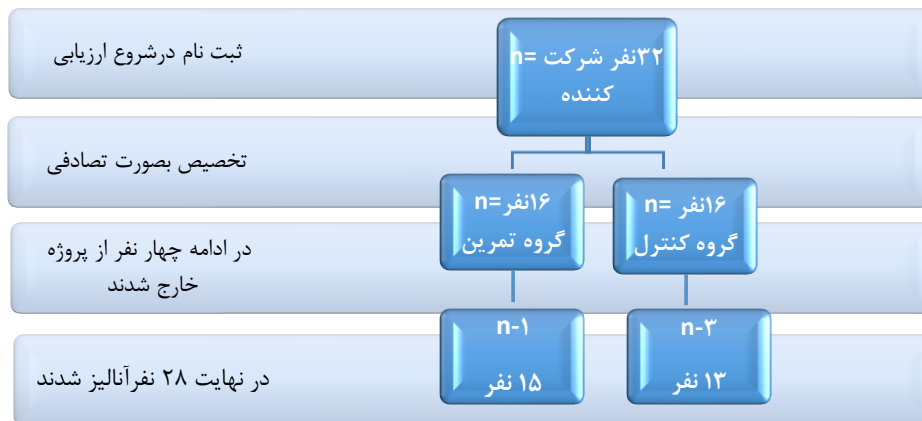 ثبت نام درشروع ارزیابی
n= ۳۲نفر شرکت
کننده
تخصیص بصورت تصادفی
n= ۱۶نفر
گروه کنترل
n=۱۶نفر
گروه تمرین
در ادامه چهار نفر از پروژه
خارج شدند
n-۳
۱۳ نفر
n-۱
۱۵ نفر
در نهایت ۲۸ نفرآنالیز شدند